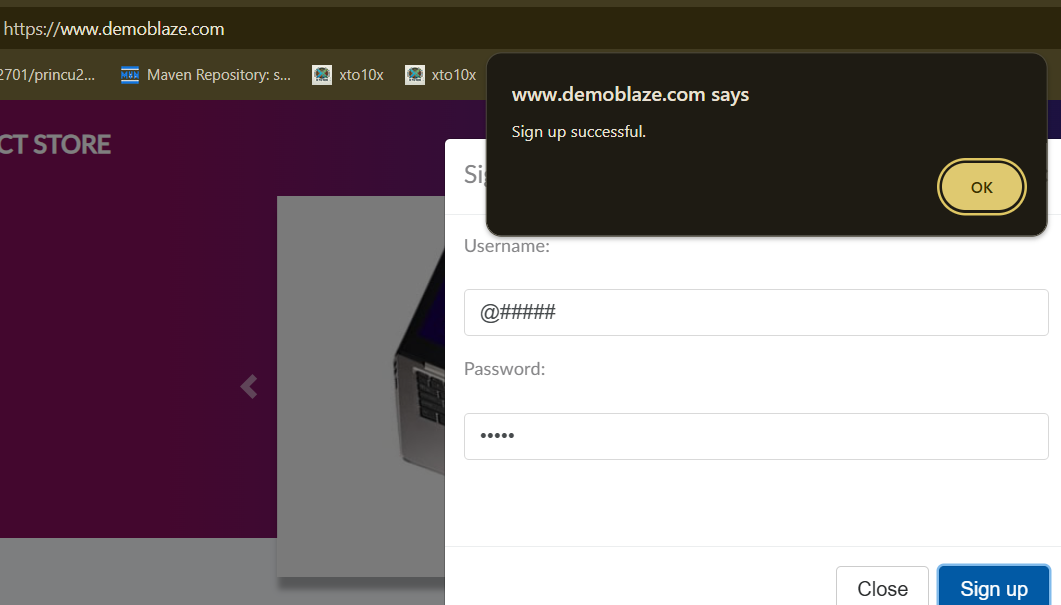 https://www.demoblaze.com
2701/princu2... Maven Repository: s... xto10x xto10x
www.demoblaze.com says
Sign up successful.
OK
CT STORE
Username:
@#####
Password:
•••••
Close Sign up